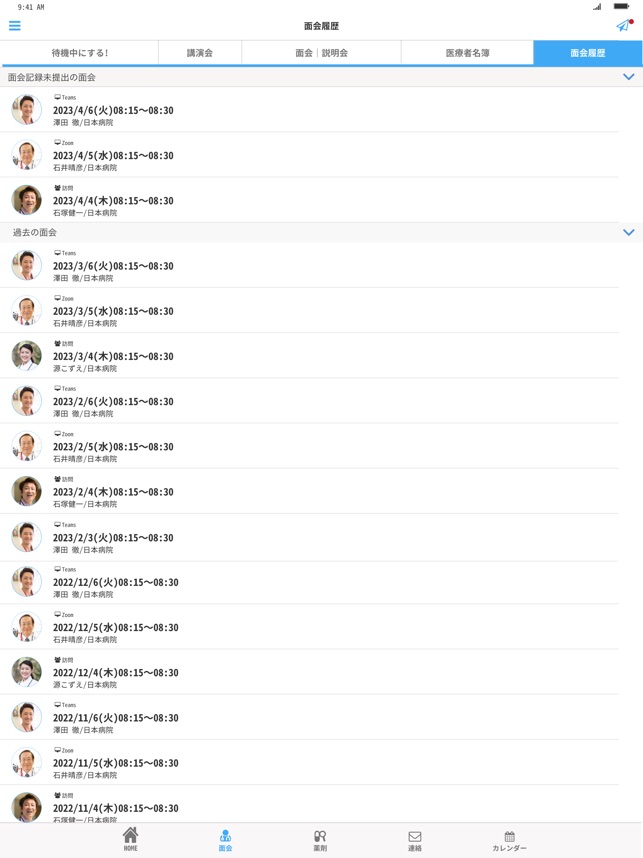 9:41 AM
面会履歴
待機中にする!
講演会
面会|説明会
医療者名簿
面会履歴
面会記録未提出の面会
Teams
2023/4/6(火)08:15〜08:30
澤田 徹/日本病院
Zoon
2023/4/5(水)08:15〜08:30
石井晴彦/日本病院
訪問
2023/4/4(木)08:15〜08:30
石塚健一/日本病院
過去の面会
Teams
2023/3/6(火)08:15〜08:30
澤田 徹/日本病院
Zoon
2023/3/5(水)08:15〜08:30
石井晴彦/日本病院
訪問
2023/3/4(木)08:15〜08:30
源こずえ/日本病院
Teams
2023/2/6(火)08:15〜08:30
澤田 徹/日本病院
Zoon
2023/2/5(水)08:15〜08:30
石井晴彦/日本病院
訪問
2023/2/4(木)08:15〜08:30
石塚健一/日本病院
Teams
2023/2/3(火)08:15〜08:30
澤田 徹/日本病院
Teams
2022/12/6(火)08:15〜08:30
澤田 徹/日本病院
Zoon
2022/12/5(水)08:15〜08:30
石井晴彦/日本病院
訪問
2022/12/4(木)08:15〜08:30
源こずえ/日本病院
Teams
2022/11/6(火)08:15〜08:30
澤田 徹/日本病院
Zoon
2022/11/5(水)08:15〜08:30
石井晴彦/日本病院
訪問
2022/11/4(木)08:15〜08:30
石塚健一/日本病院
HOME
面会
薬剤
連絡
カレンダー